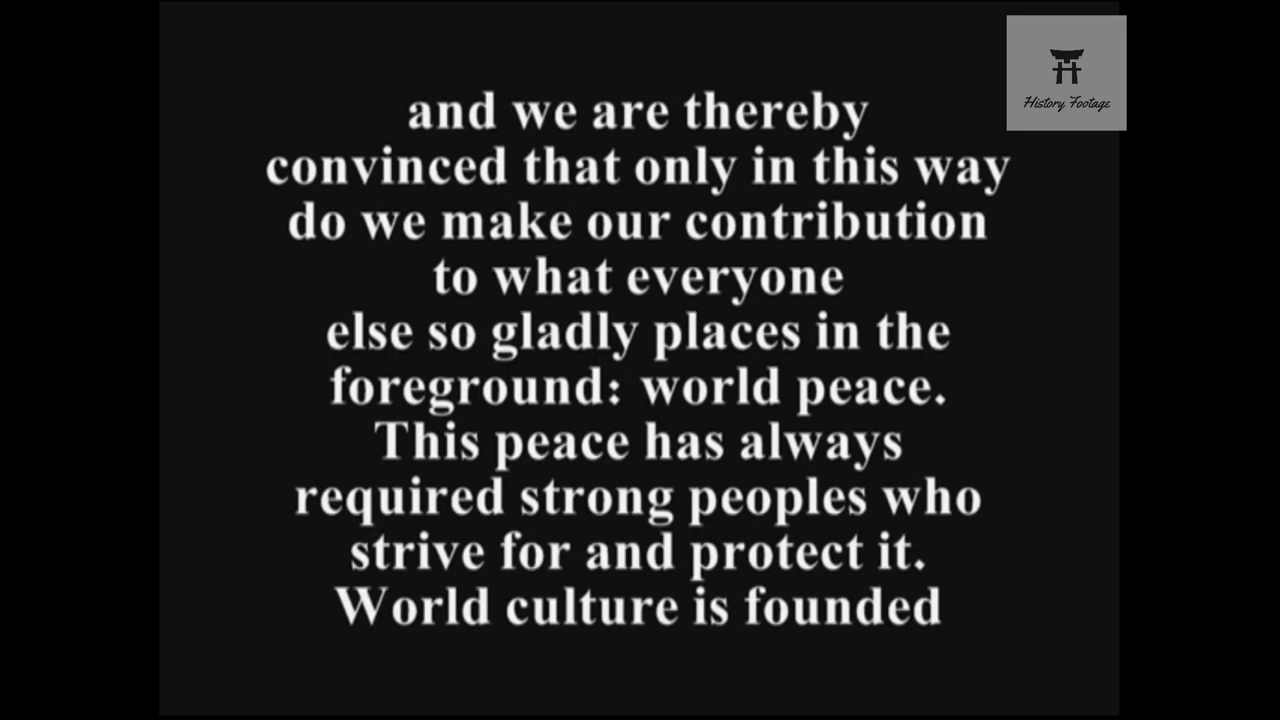 History Footage
and we are thereby
convinced that only in this way
do we make our contribution
to what everyone
else so gladly places in the
foreground: world peace.
This peace has always
required strong peoples who
strive for and protect it.
World culture is founded